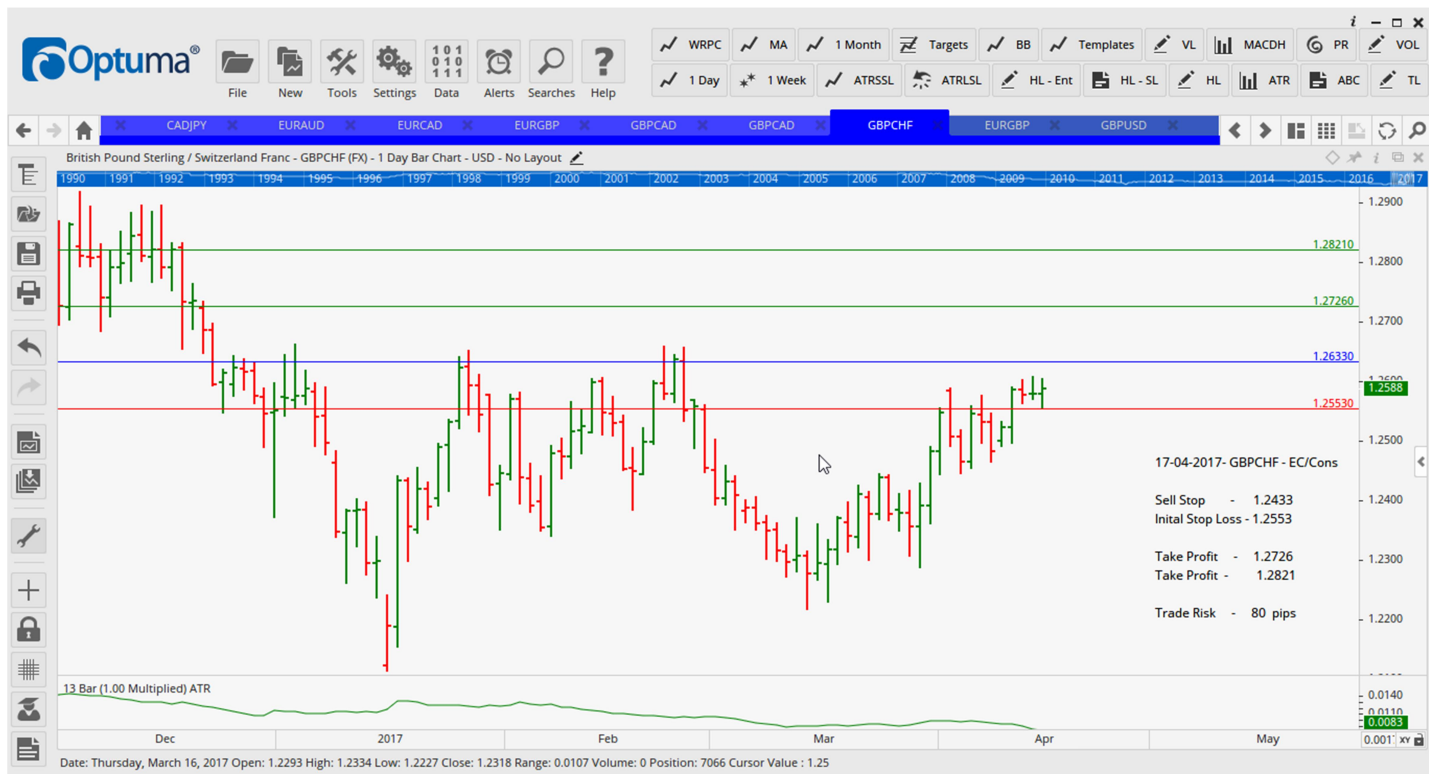 i
Optuma®
File
New
Tools
Settings
Data
Alerts
Searches
Help
101
010
111
WRPC
MA
1 Month
Targets
BB
Templates
VL
MACDH
PR
VOL
1 Day
1 Week
ATRSSL
ATRLSL
HL - Ent
HL - SL
HL
ATR
ABC
TL
CADJPY
EURAUD
EURCAD
EURGBP
GBPCAD
GBPCAD
GBPCHF
EURGBP
GBPUSD
British Pound Sterling / Switzerland Franc - GBPCHF (FX) - 1 Day Bar Chart - USD - No Layout
1990 1991 1992 1993 1994 1995 1996 1997 1998 1999 2000 2001 2002 2003 2004 2005 2006 2007 2008 2009 2010 2011 2012 2013 2014 2015 2016 2017
1.2900
1.28210
1.2800
1.27260
1.2700
1.26330
1.2600
1.2588
1.25530
1.2500
17-04-2017- GBPCHF - EC/Cons
Sell Stop - 1.2433
Inital Stop Loss - 1.2553
Take Profit - 1.2726
Take Profit - 1.2821
Trade Risk - 80 pips
1.2400
1.2300
1.2200
13 Bar (1.00 Multiplied) ATR
0.0140
0.0110
0.0083
Dec 2017 Feb Mar Apr May
XY
Date: Thursday, March 16, 2017 Open: 1.2293 High: 1.2334 Low: 1.2227 Close: 1.2318 Range: 0.0107 Volume: 0 Position: 7066 Cursor Value : 1.25